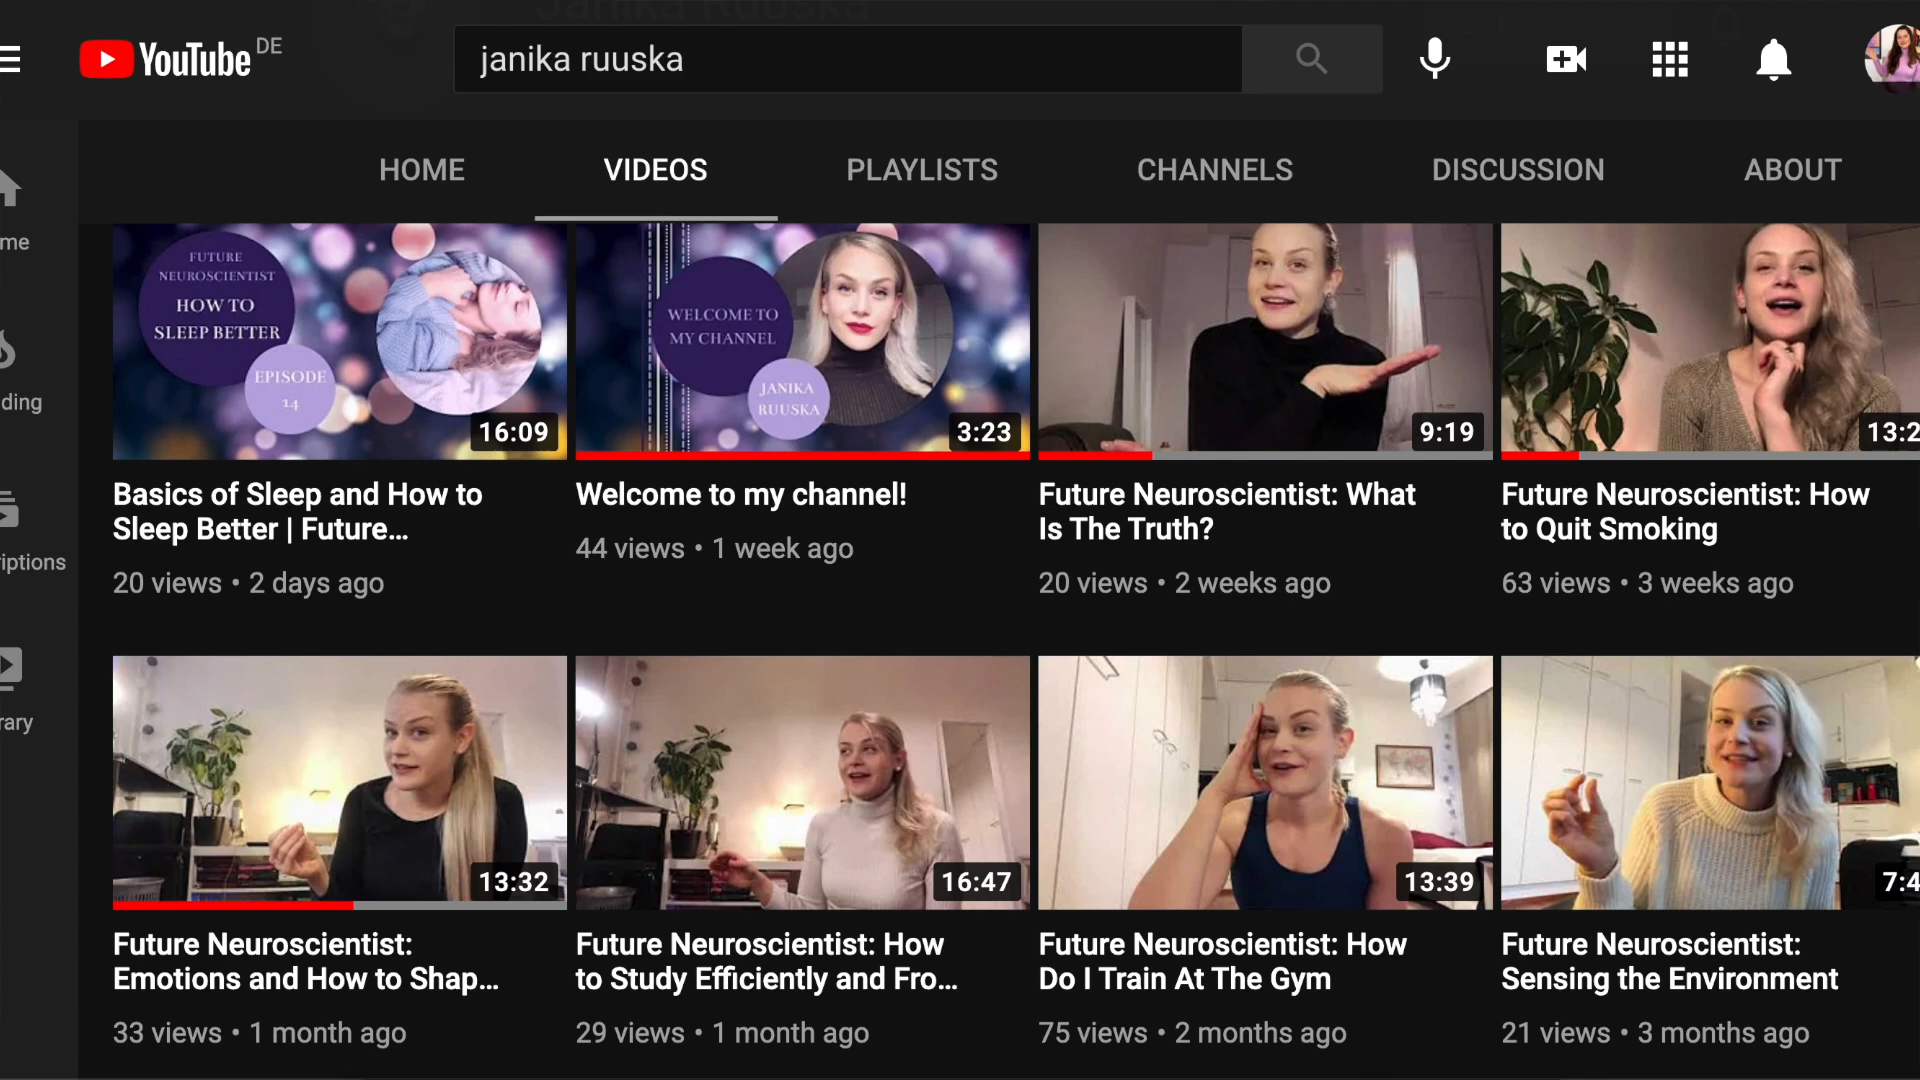 Janika Ruuska
YouTube DE
janika ruuska
HOME VIDEOS PLAYLISTS CHANNELS DISCUSSION ABOUT
me
ding
riptions
rary
FUTURE
NEUROSCIENTIST
HOW TO
SLEEP BETTER
EPISODE
14
16:09
WELCOME TO
MY CHANNEL
JANIKA
RUUSKA
3:23
9:19
13:2
Basics of Sleep and How to
Sleep Better | Future...
20 views • 2 days ago
Welcome to my channel!
44 views • 1 week ago
Future Neuroscientist: What
Is The Truth?
20 views • 2 weeks ago
Future Neuroscientist: How
to Quit Smoking
63 views • 3 weeks ago
13:32
16:47
13:39
7:4
Future Neuroscientist:
Emotions and How to Shap...
33 views • 1 month ago
Future Neuroscientist: How
to Study Efficiently and Fro...
29 views • 1 month ago
Future Neuroscientist: How
Do I Train At The Gym
75 views • 2 months ago
Future Neuroscientist:
Sensing the Environment
21 views • 3 months ago